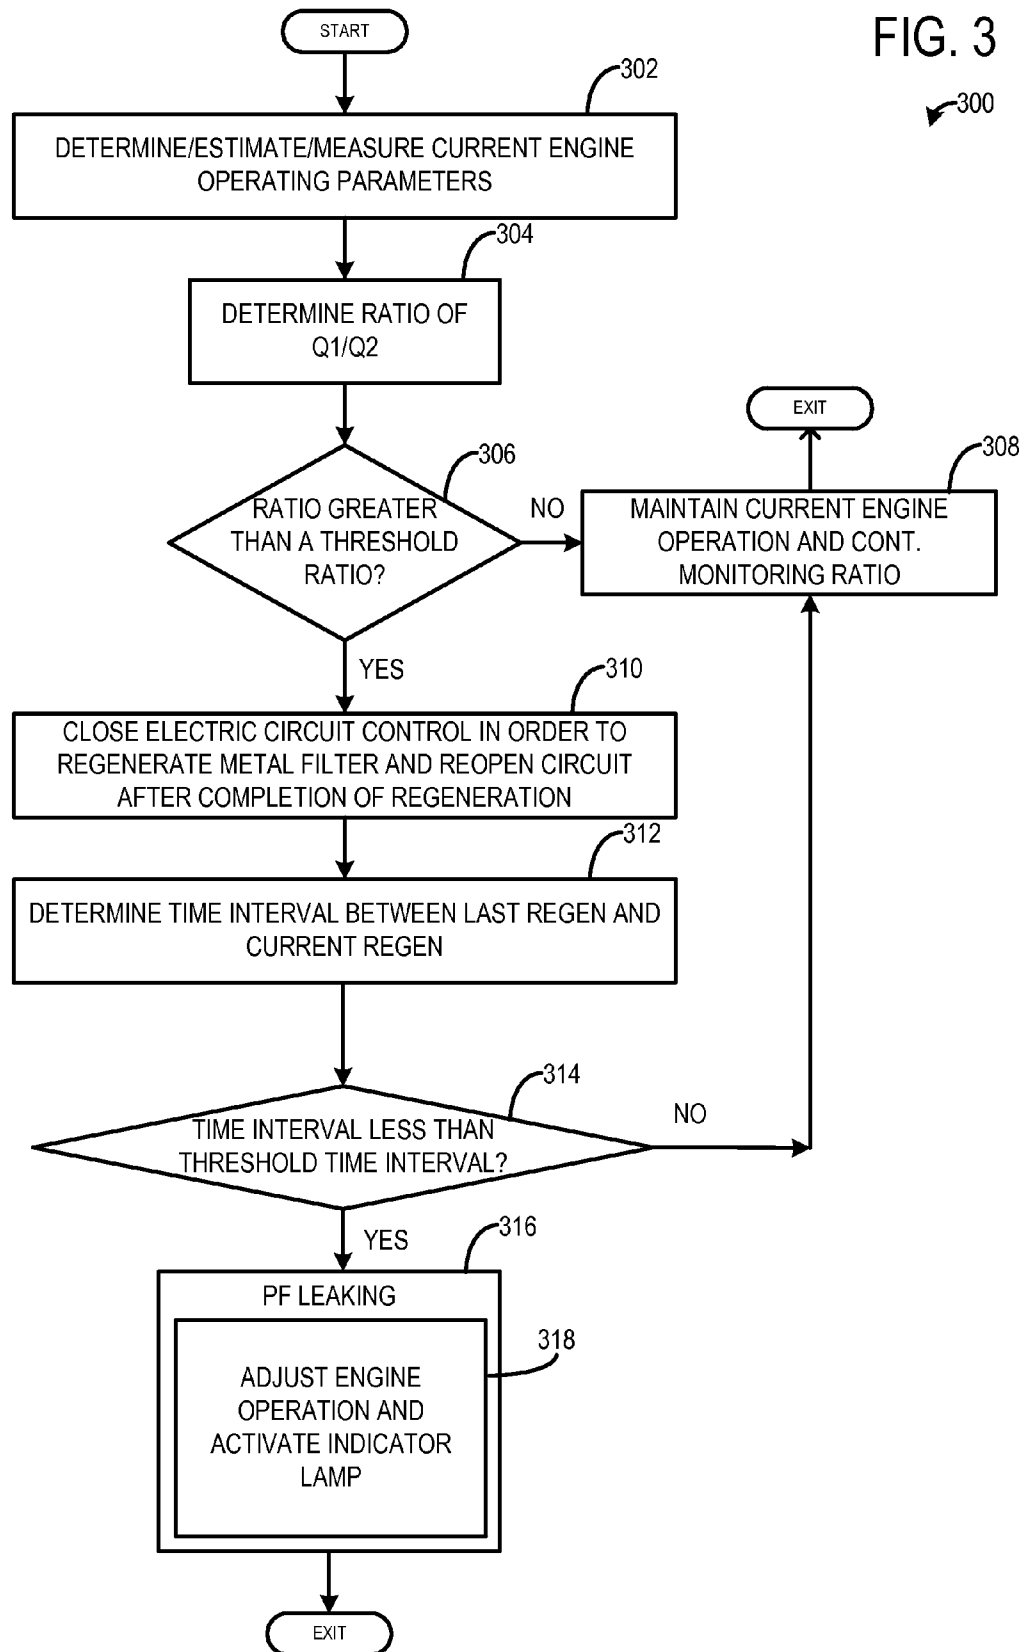 START
FIG. 3
302
300
DETERMINE/ESTIMATE/MEASURE CURRENT ENGINE
OPERATING PARAMETERS
304
DETERMINE RATIO OF
Q1/Q2
EXIT
306
308
RATIO GREATER
THAN A THRESHOLD
RATIO?
NO
MAINTAIN CURRENT ENGINE
OPERATION AND CONT.
MONITORING RATIO
YES
310
CLOSE ELECTRIC CIRCUIT CONTROL IN ORDER TO
REGENERATE METAL FILTER AND REOPEN CIRCUIT
AFTER COMPLETION OF REGENERATION
312
DETERMINE TIME INTERVAL BETWEEN LAST REGEN AND
CURRENT REGEN
314
TIME INTERVAL LESS THAN
THRESHOLD TIME INTERVAL?
NO
YES
316
PF LEAKING
318
ADJUST ENGINE
OPERATION AND
ACTIVATE INDICATOR
LAMP
EXIT